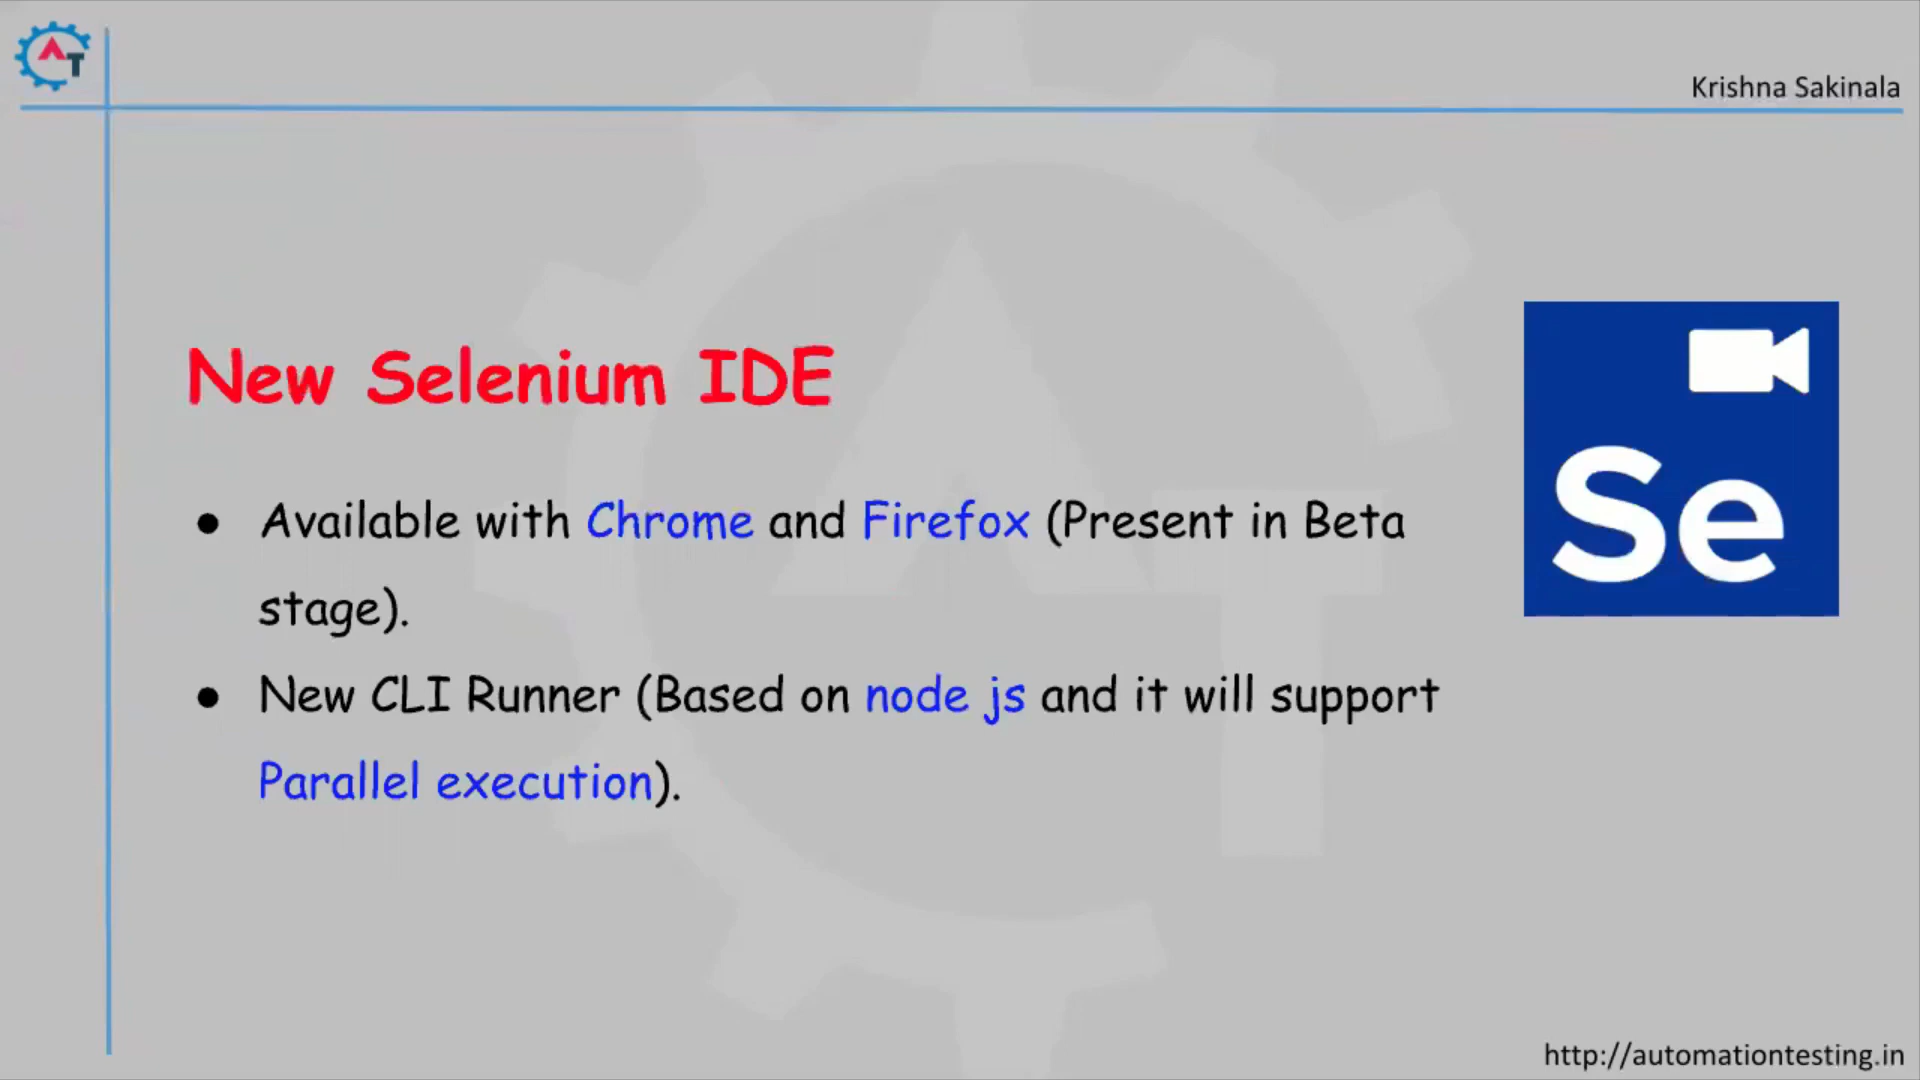 AT
Krishna Sakinala
New Selenium IDE
● Available with Chrome and Firefox (Present in Beta
stage).
● New CLI Runner (Based on node js and it will support
Parallel execution).
Se
http://automationtesting.in